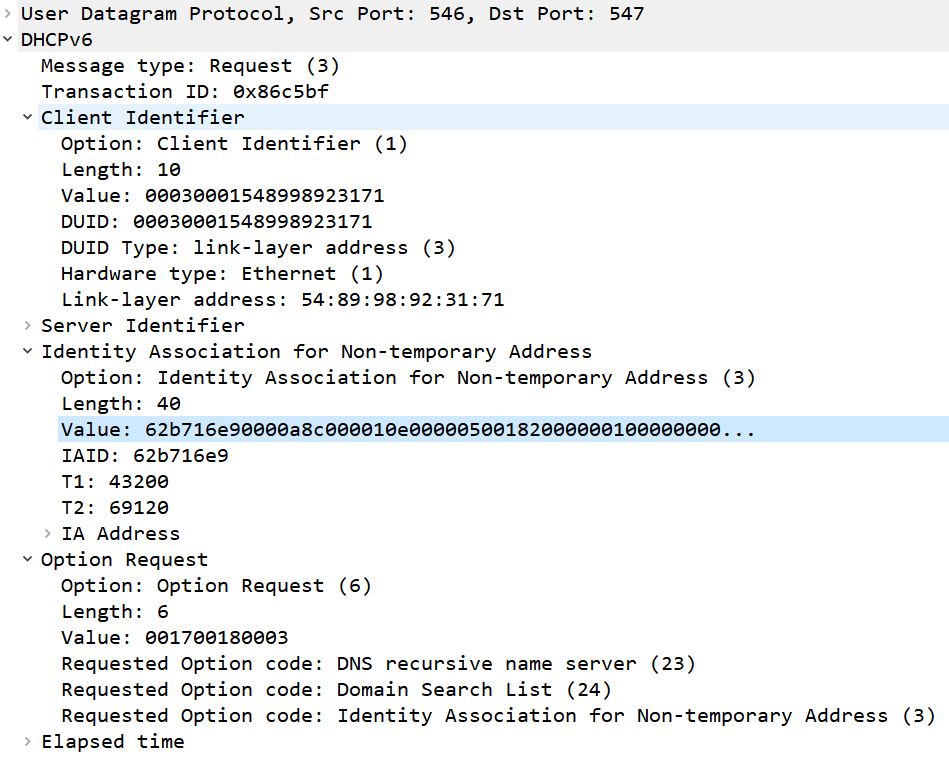 User Datagram Protocol, Src Port: 546, Dst Port: 547
DHCPv6
Message type: Request (3)
Transaction ID: 0x86c5bf
Client Identifier
Option: Client Identifier (1)
Length: 10
Value: 00030001548998923171
DUID: 00030001548998923171
DUID Type: link-layer address (3)
Hardware type: Ethernet (1)
Link-layer address: 54:89:98:92:31:71
Server Identifier
Identity Association for Non-temporary Address
Option: Identity Association for Non-temporary Address (3)
Length: 40
Value: 62b716e90000a8c000010e000005001820000001000000​00...
IAID: 62b716e9
T1: 43200
T2: 69120
IA Address
Option Request
Option: Option Request (6)
Length: 6
Value: 001700180003
Requested Option code: DNS recursive name server (23)
Requested Option code: Domain Search List (24)
Requested Option code: Identity Association for Non-temporary Address (3)
Elapsed time